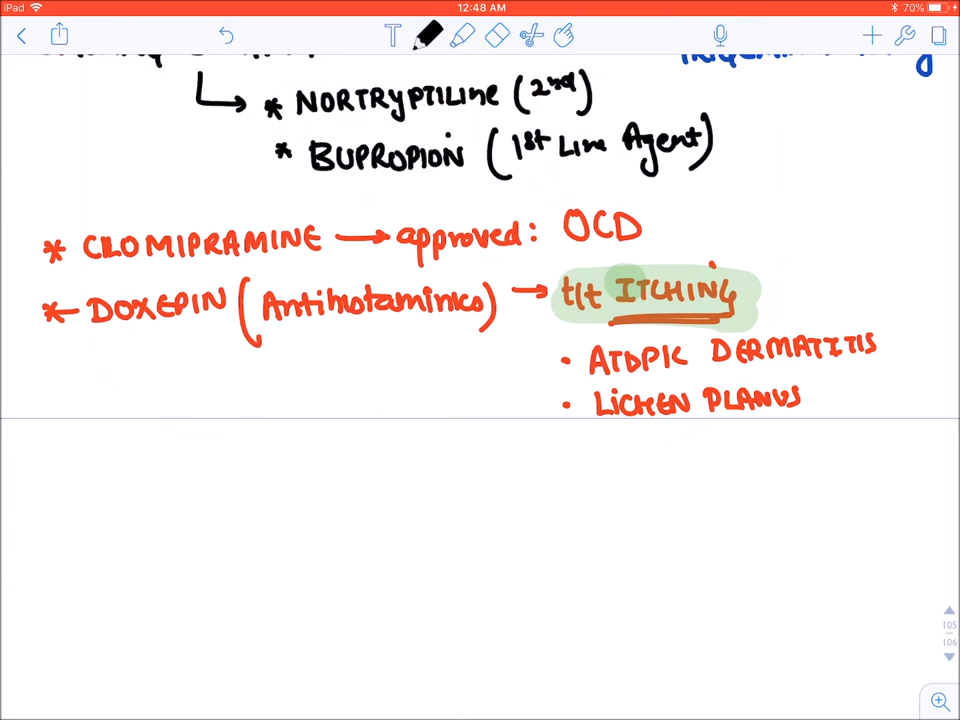 iPad 12:48 AM 70%
T
* NORTRYPTILINE (2nd)
* BUPROPION (1st Line Agent)
* CLOMIPRAMINE → approved: OCD
* DOXEPIN (Antihistaminics) → t/t ITCHING
• ATOPIC DERMATITIS
• LICHEN PLANUS
105
106